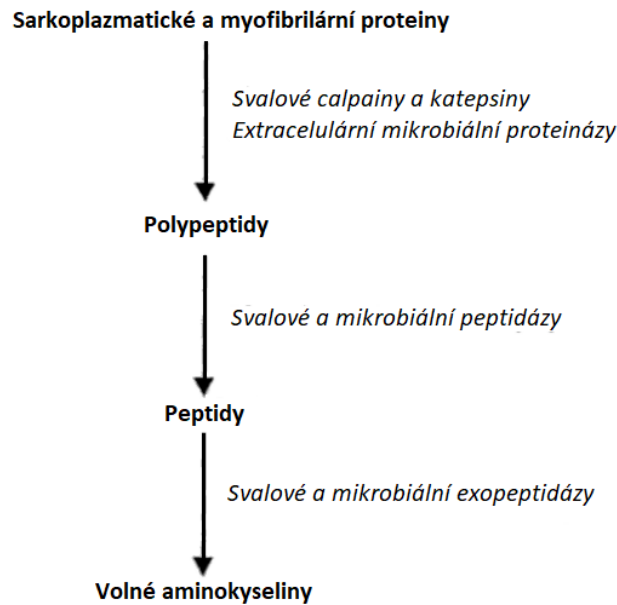 Sarkoplazmatické a myofibrilární proteiny
Svalové calpainy a katepsiny
Extracelulární mikrobiální proteinázy
Polypeptidy
Svalové a mikrobiální peptidázy
Peptidy
Svalové a mikrobiální exopeptidázy
Volné aminokyseliny